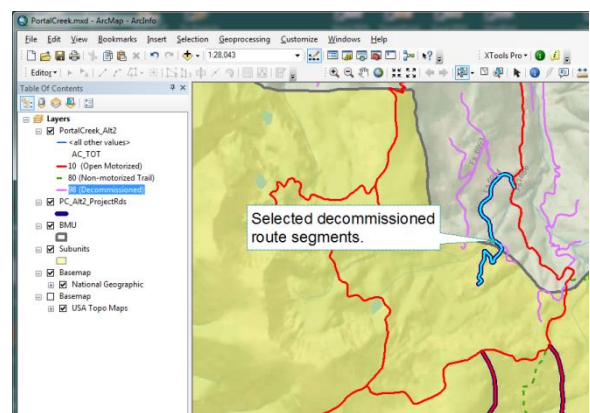 PortalCreek.mxd - ArcMap - ArcInfo
File Edit View Bookmarks Insert Selection Geoprocessing Customize Windows Help
1:28,043
XTools Pro
Editor
Table Of Contents
Layers
PortalCreek_Alt2
<all other values>
AC_TOT
10 (Open Motorized)
80 (Non-motorized Trail)
98 (Decommissioned)
PC_Alt2_ProjectRds
BMU
Subunits
Basemap
National Geographic
Basemap
USA Topo Maps
Selected decommissioned
route segments.